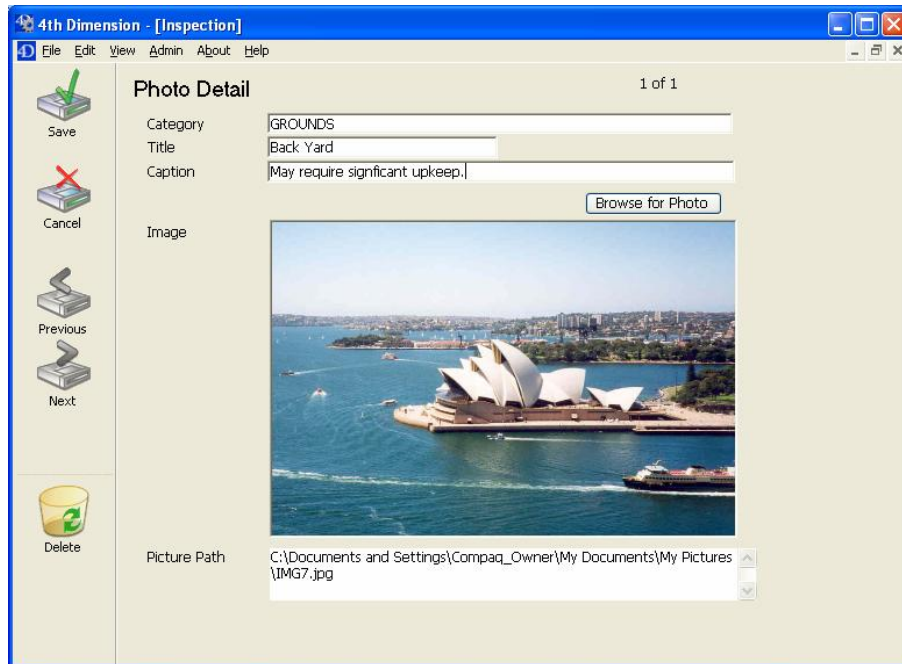 4th Dimension - [Inspection]
File Edit View Admin About Help
Photo Detail
1 of 1
Save
Category
GROUNDS
Title
Back Yard
Caption
May require signficant upkeep.
Browse for Photo
Cancel
Image
Previous
Next
Delete
Picture Path
C:\Documents and Settings\Compaq_Owner\My Documents\My Pictures
\IMG7.jpg